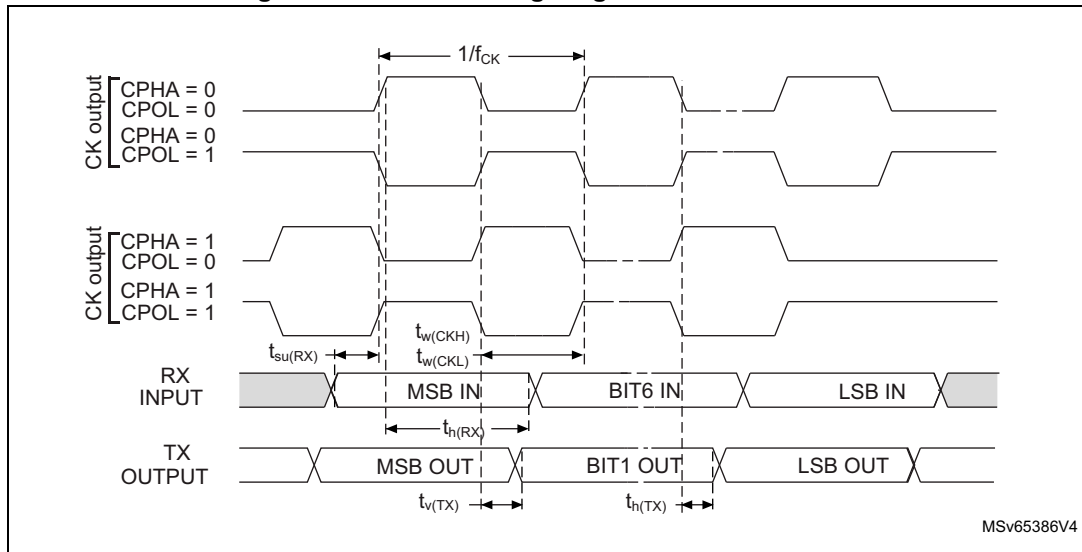 1/fCK
CK output
CPHA = 0
CPOL = 0
CPHA = 0
CPOL = 1
CK output
CPHA = 1
CPOL = 0
CPHA = 1
CPOL = 1
tw(CKH)
tw(CKL)
tsu(RX)
RX
INPUT
MSB IN
BIT6 IN
LSB IN
th(RX)
TX
OUTPUT
MSB OUT
BIT1 OUT
LSB OUT
tv(TX)
th(TX)
MSv65386V4